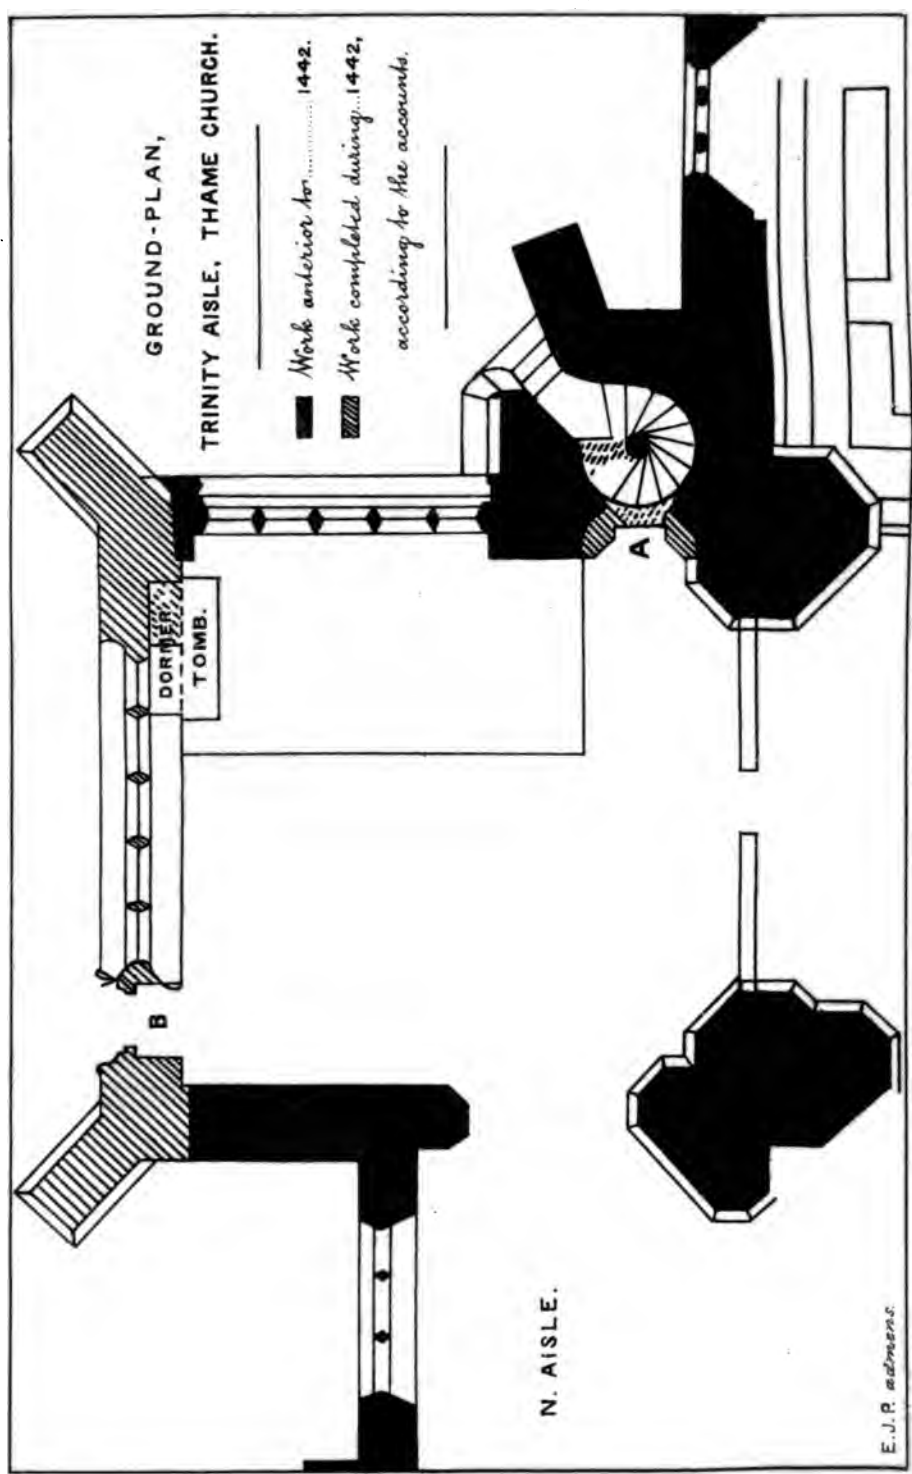 GROUND-PLAN,
TRINITY AISLE, THAME CHURCH.
Work anterior to..............1442.
Work completed during...1442,
according to the accounts.
DORMER
TOMB.
A
B
N. AISLE.
E.J.P. admens.